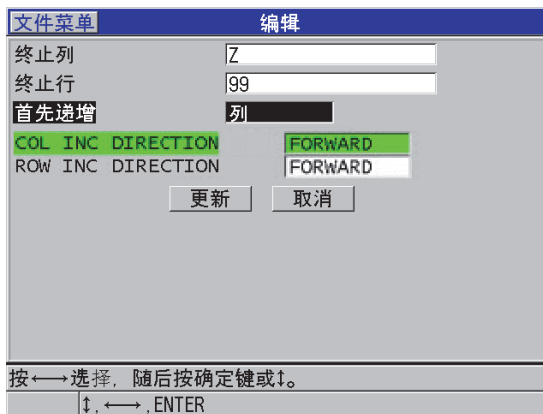 文件菜单 编辑
终止列 Z
终止行 99
首先递增 列
COL INC DIRECTION FORWARD
ROW INC DIRECTION FORWARD
更新 取消
按←→选择, 随后按确定键或↕。
↕,←→,ENTER